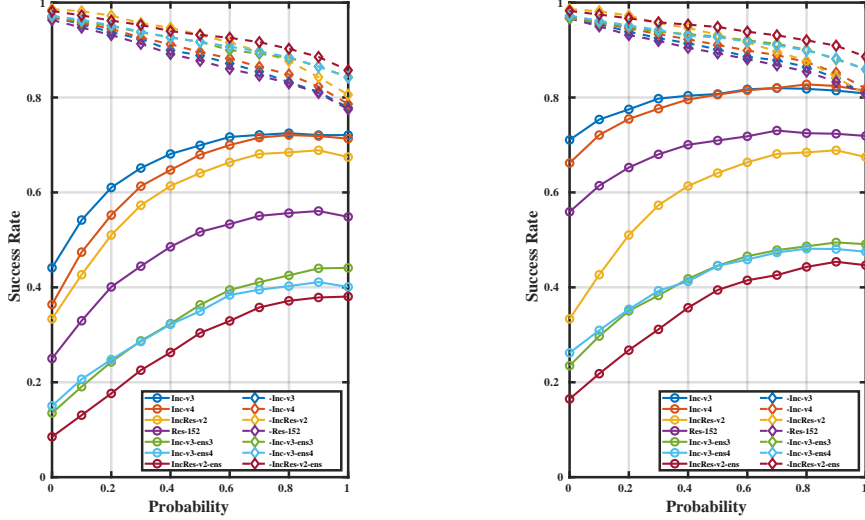 1
0.8
0.6
0.4
0.2
0
Success Rate
0
0.2
0.4
0.6
0.8
1
Probability
Inc-v3
Inc-v4
IncRes-v2
Res-152
Inc-v3-ens3
Inc-v3-ens4
IncRes-v2-ens
-Inc-v3
-Inc-v4
-IncRes-v2
-Res-152
-Inc-v3-ens3
-Inc-v3-ens4
-IncRes-v2-ens
1
0.8
0.6
0.4
0.2
0
Success Rate
0
0.2
0.4
0.6
0.8
1
Probability
Inc-v3
Inc-v4
IncRes-v2
Res-152
Inc-v3-ens3
Inc-v3-ens4
IncRes-v2-ens
-Inc-v3
-Inc-v4
-IncRes-v2
-Res-152
-Inc-v3-ens3
-Inc-v3-ens4
-IncRes-v2-ens